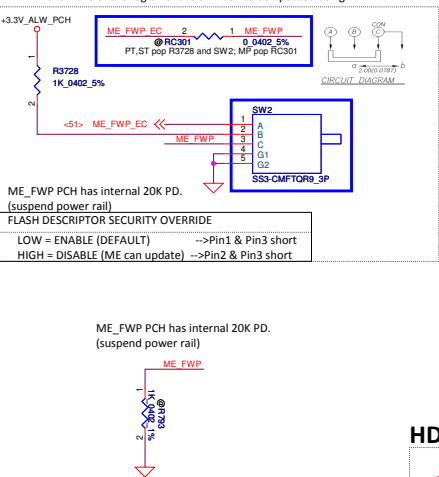 +3.3V_ALW_PCH
ME_FWP_EC 2 1 ME_FWP
@RC301 0_0402_5%
PT,ST pop R3728 and SW2; MP pop RC301
CON
A B C
a b
2.00(0.0787)
CIRCUIT DIAGRAM
1
R3728
1K_0402_5%
2
SW2
<51> ME_FWP_EC
1 A
2 B
ME_FWP 3 C
4 G1
5 G2
SS3-CMFTQR9_3P
ME_FWP PCH has internal 20K PD.
(suspend power rail)
FLASH DESCRIPTOR SECURITY OVERRIDE
LOW = ENABLE (DEFAULT) -->Pin1 & Pin3 short
HIGH = DISABLE (ME can update) -->Pin2 & Pin3 short
ME_FWP PCH has internal 20K PD.
(suspend power rail)
ME_FWP
1
@R793
1K_0402_1%
2
HD